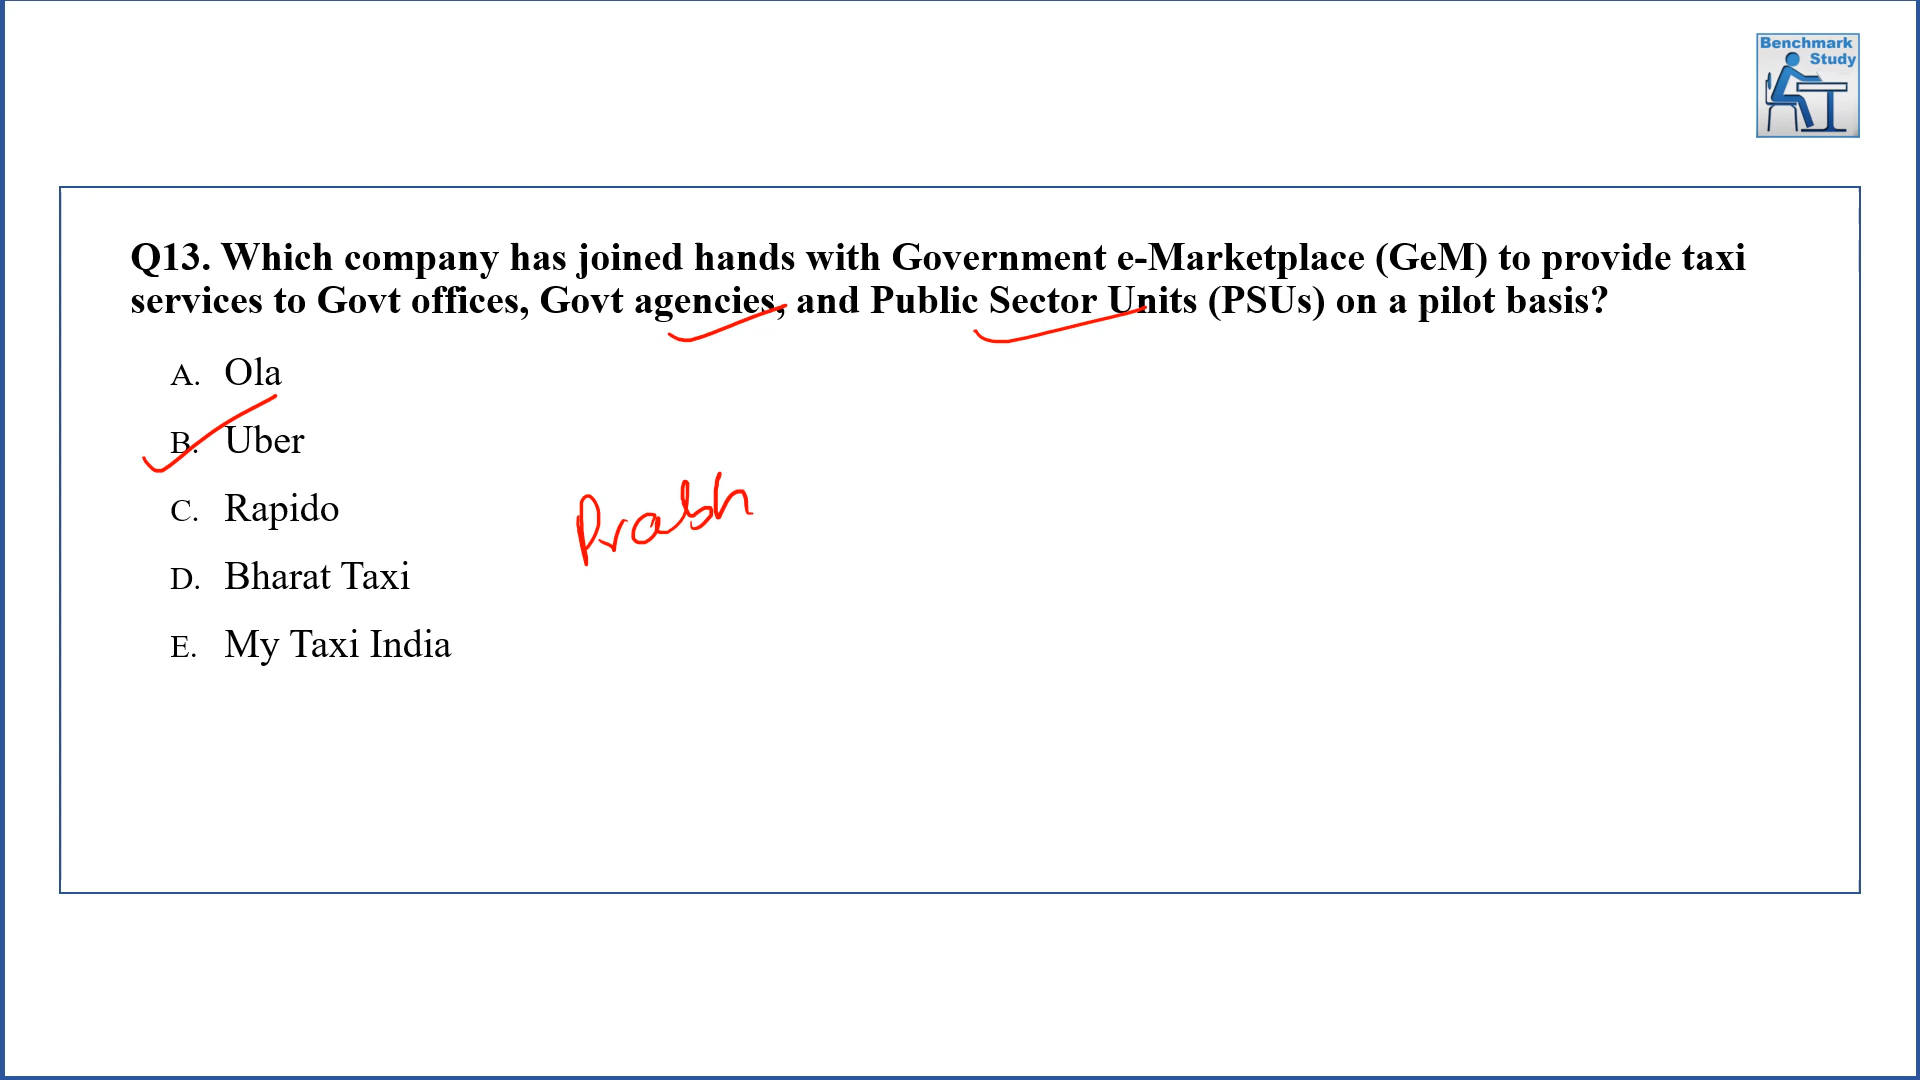 Benchmark
Study
Q13. Which company has joined hands with Government e-Marketplace (GeM) to provide taxi
services to Govt offices, Govt agencies, and Public Sector Units (PSUs) on a pilot basis?
A. Ola
B. Uber
C. Rapido
Prabh
D. Bharat Taxi
E. My Taxi India